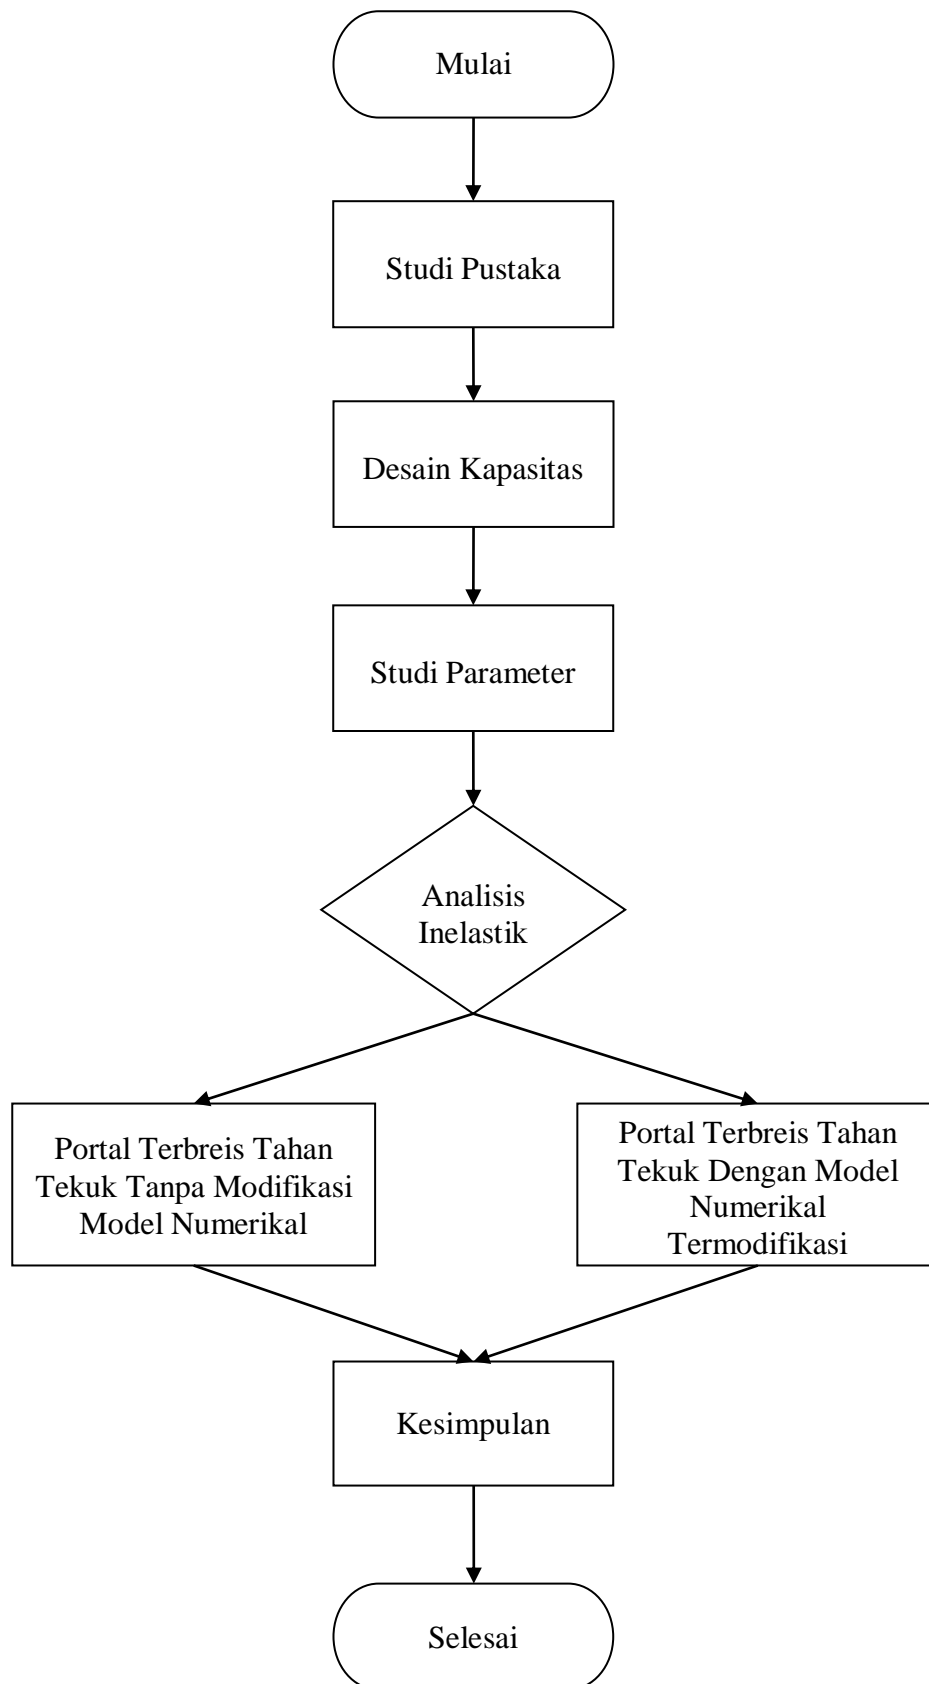 Mulai
Studi Pustaka
Desain Kapasitas
Studi Parameter
Analisis
Inelastik
Portal Terbreis Tahan
Tekuk Tanpa Modifikasi
Model Numerikal
Portal Terbreis Tahan
Tekuk Dengan Model
Numerikal
Termodifikasi
Kesimpulan
Selesai